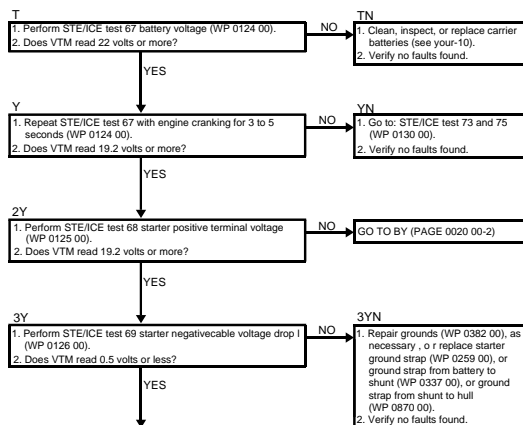 T
1. Perform STE/ICE test 67 battery voltage (WP 0124 00).
2. Does VTM read 22 volts or more?
NO
TN
1. Clean, inspect, or replace carrier
batteries (see your-10).
2. Verify no faults found.
YES
Y
1. Repeat STE/ICE test 67 with engine cranking for 3 to 5
seconds (WP 0124 00).
2. Does VTM read 19.2 volts or more?
NO
YN
1. Go to: STE/ICE test 73 and 75
(WP 0130 00).
2. Verify no faults found.
YES
2Y
1. Perform STE/ICE test 68 starter positive terminal voltage
(WP 0125 00).
2. Does VTM read 19.2 volts or more?
NO
GO TO BY (PAGE 0020 00-2)
YES
3Y
1. Perform STE/ICE test 69 starter negativecable voltage drop l
(WP 0126 00).
2. Does VTM read 0.5 volts or less?
NO
3YN
1. Repair grounds (WP 0382 00), as
necessary , o r replace starter
ground strap (WP 0259 00), or
ground strap from battery to
shunt (WP 0337 00), or ground
strap from shunt to hull
(WP 0870 00).
2. Verify no faults found.
YES